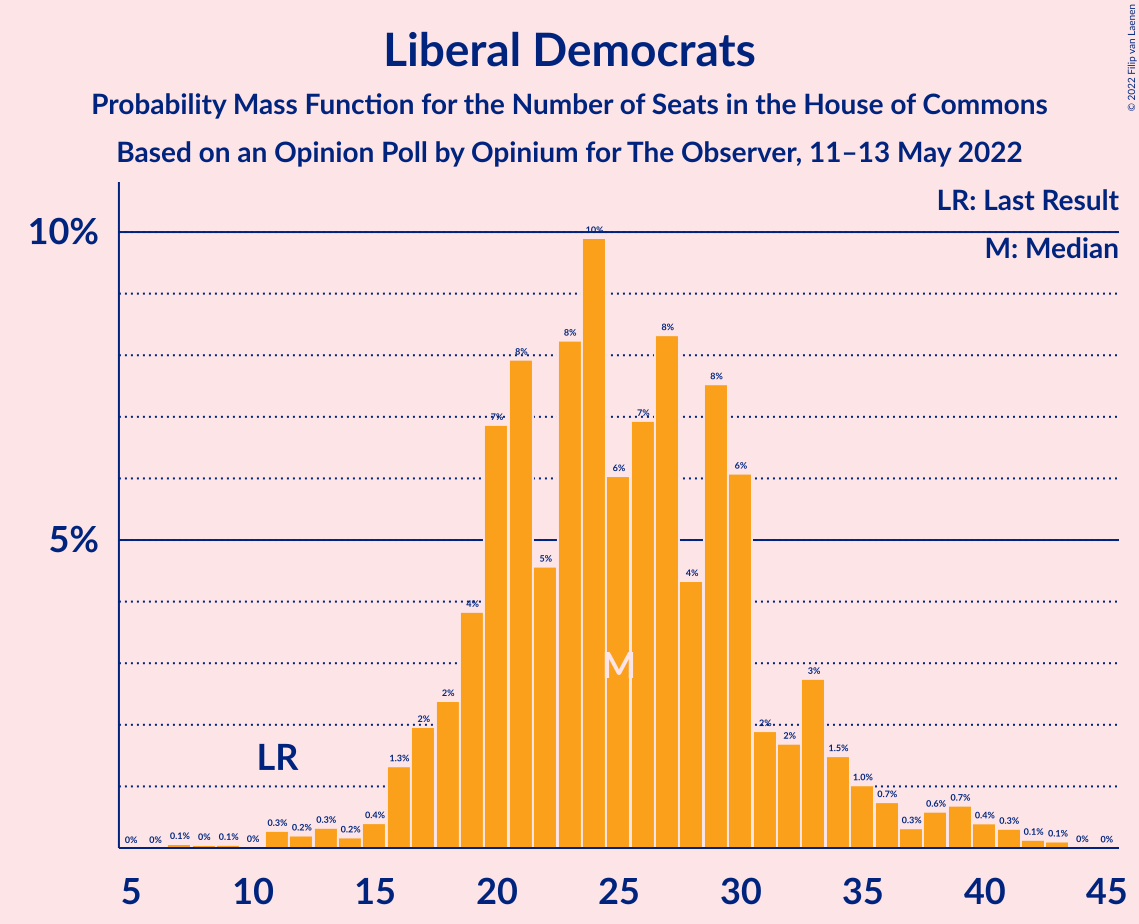 © 2022 Filip van Laenen
Liberal Democrats
Probability Mass Function for the Number of Seats in the House of Commons
Based on an Opinion Poll by Opinium for The Observer, 11–13 May 2022
LR: Last Result
M: Median
10%
5%
0% 0% 0.1% 0% 0.1% 0% 0.3% 0.2% 0.3% 0.2% 0.4% 1.3% 2% 2% 4% 7% 8% 5% 8% 10% 6% 7% 8% 4% 8% 6% 2% 2% 3% 1.5% 1.0% 0.7% 0.3% 0.6% 0.7% 0.4% 0.3% 0.1% 0.1% 0% 0%
LR
M
5 10 15 20 25 30 35 40 45